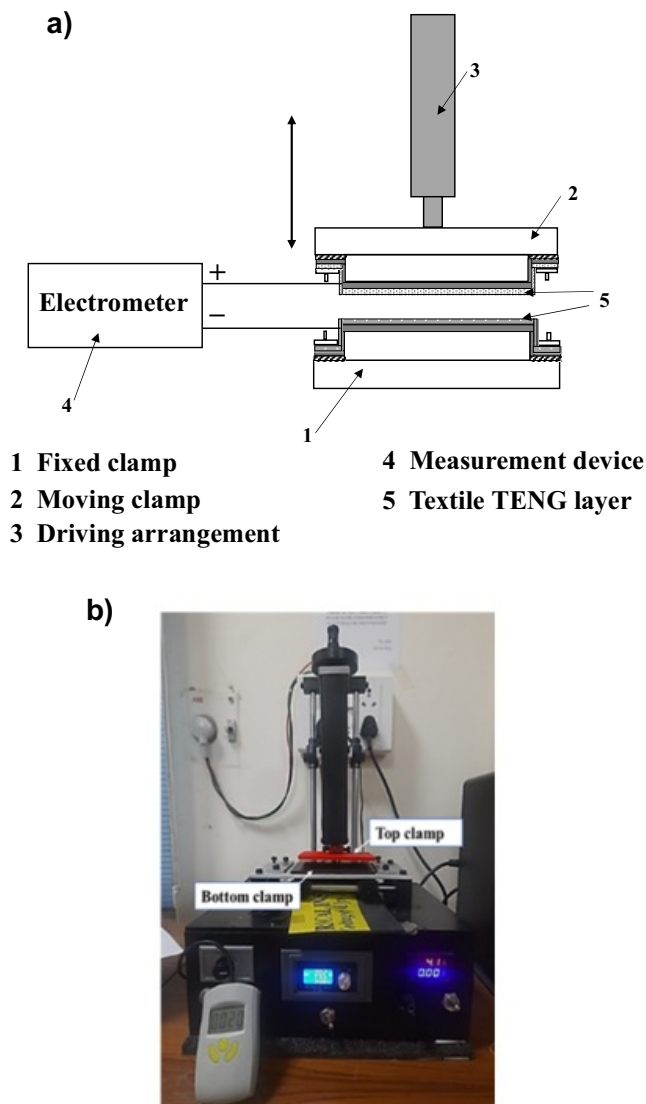 a)
3
2
+
Electrometer
−
5
4
1
1 Fixed clamp
2 Moving clamp
3 Driving arrangement
4 Measurement device
5 Textile TENG layer
b)
Top clamp
Bottom clamp